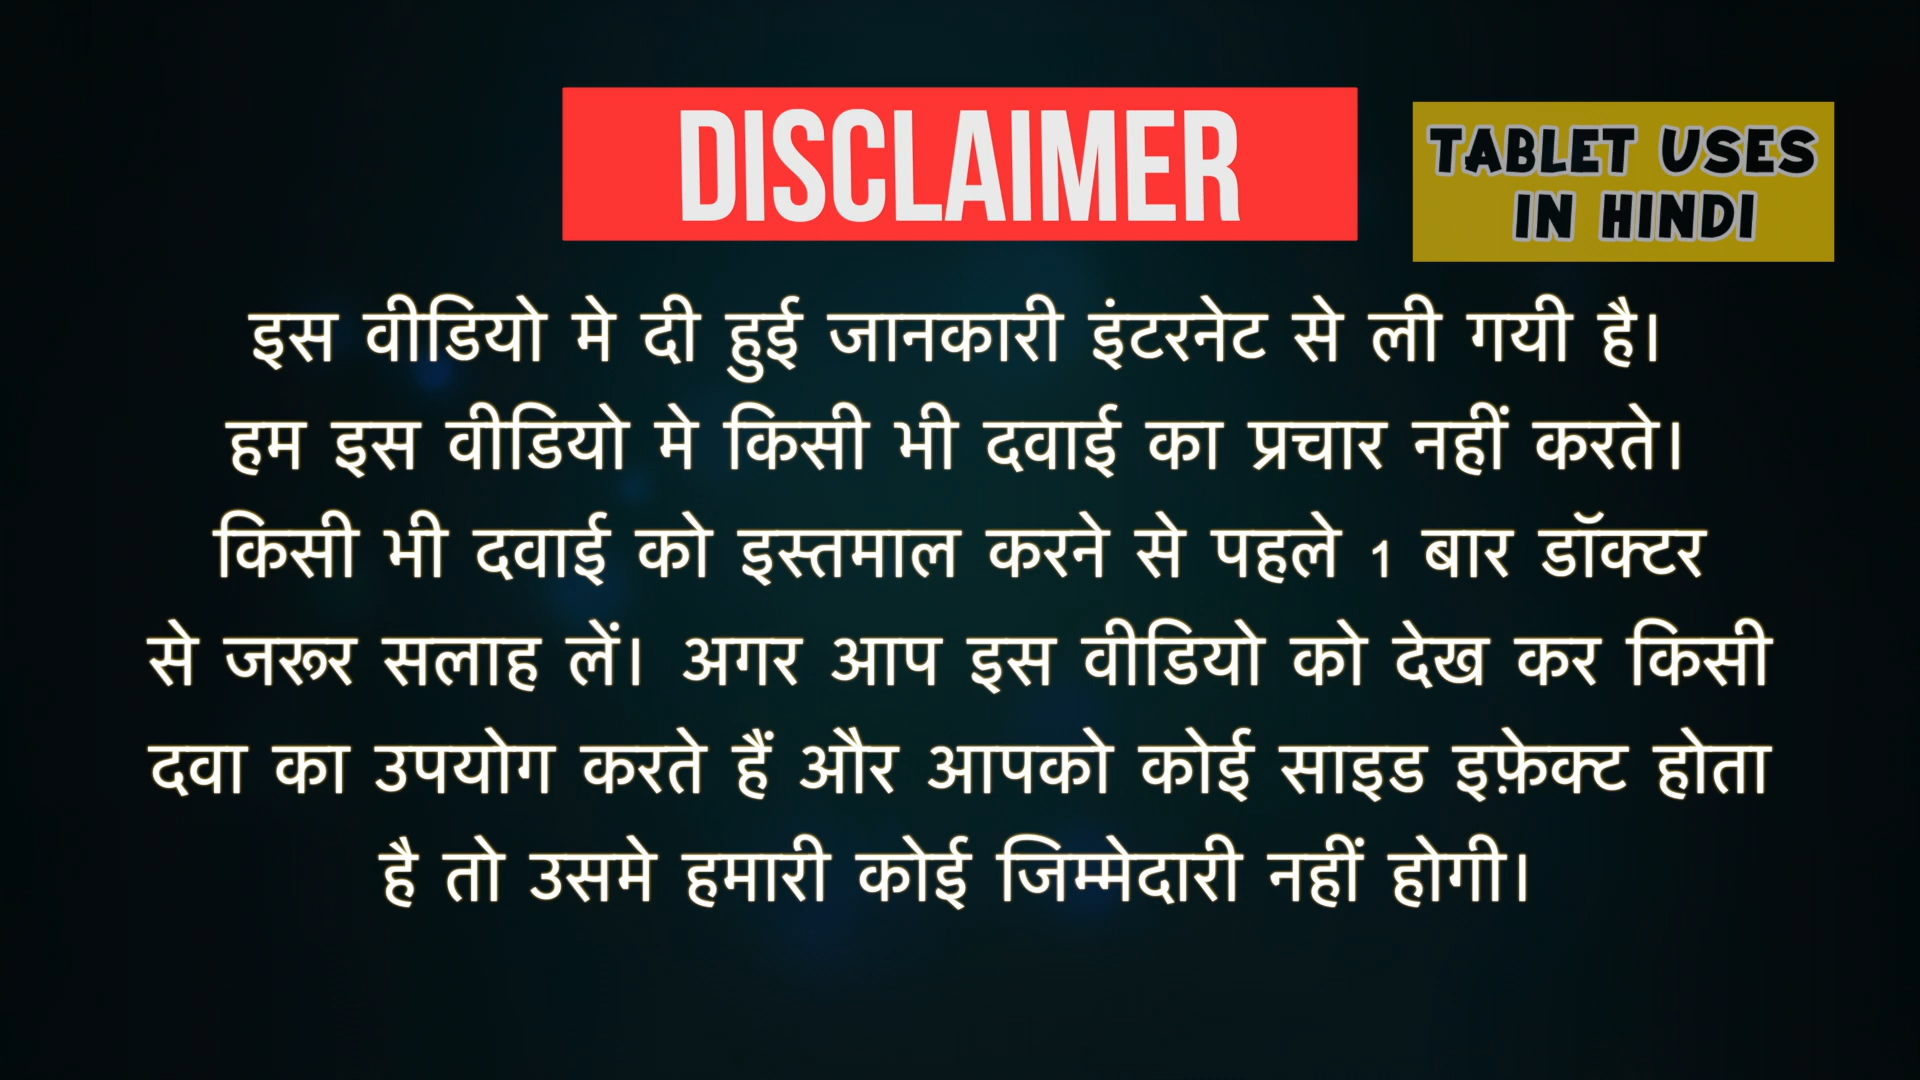 DISCLAIMER
TABLET USES
IN HINDI
इस वीडियो मे दी हुई जानकारी इंटरनेट से ली गयी है।
हम इस वीडियो मे किसी भी दवाई का प्रचार नहीं करते।
किसी भी दवाई को इस्तमाल करने से पहले 1 बार डॉक्टर
से जरूर सलाह लें। अगर आप इस वीडियो को देख कर किसी
दवा का उपयोग करते हैं और आपको कोई साइड इफ़ेक्ट होता
है तो उसमे हमारी कोई जिम्मेदारी नहीं होगी।